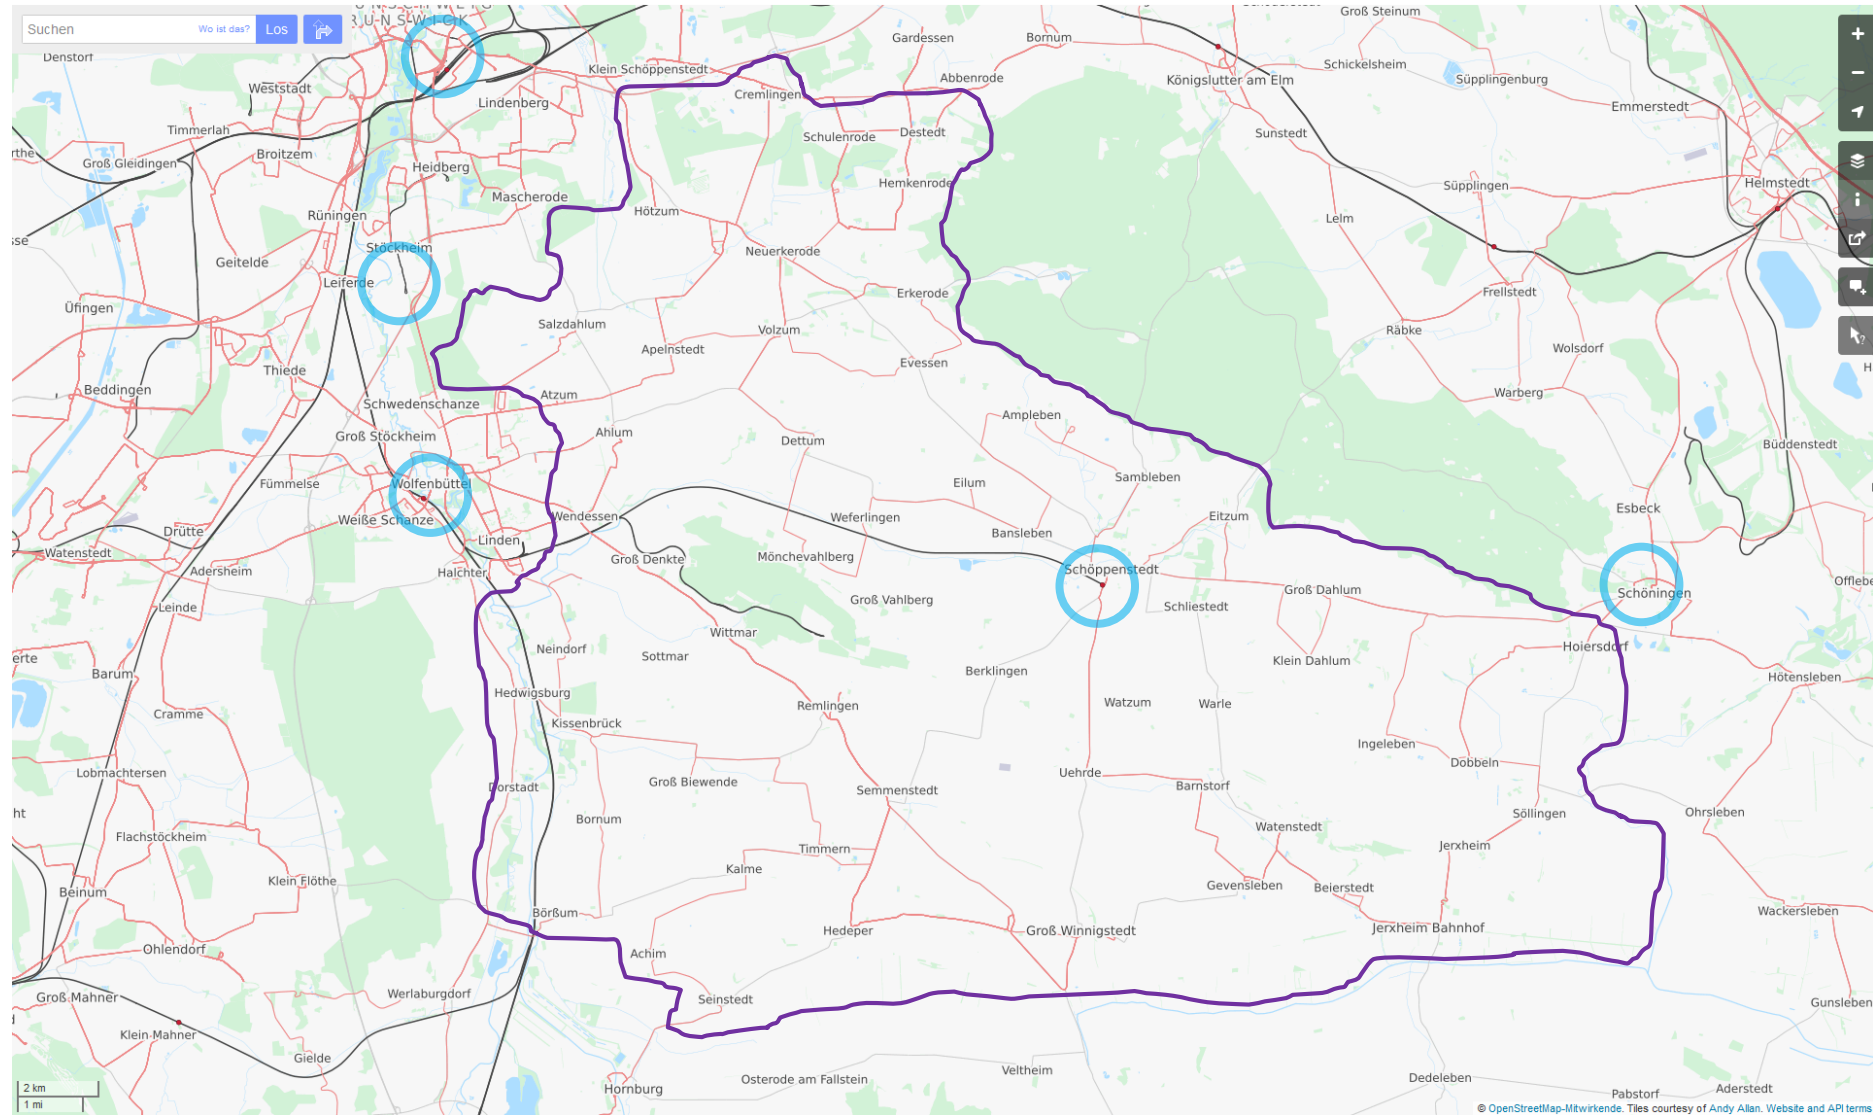 Suchen Wo ist das? Los
RUNSWICK
Groß Steinum
Gardessen
Bornum
Denstorf
Klein Schöppenstedt
Schickelsheim
Abbenrode
Königslutter am Elm
Süpplingenburg
Weststadt
Cremlingen
Lindenberg
Emmerstedt
Timmerlah
Schulenrode
Destedt
Sunstedt
Broitzem
Groß Gleidingen
Heidberg
Hemkenrode
Süpplingen
Helmstedt
Mascherode
Rüningen
Hötzum
Lelm
Stöckheim
Neuerkerode
Geitelde
Leiferde
Erkerode
Frellstedt
Üfingen
Salzdahlum
Volzum
Räbke
Apelnstedt
Wolsdorf
Evessen
Thiede
Beddingen
Atzum
Warberg
Schwedenschanze
Ampleben
Groß Stöckheim
Ahlum
Dettum
Büddenstedt
Sambleben
Fümmelse
Wolfenbüttel
Eilum
Esbeck
Weiße Schanze
Wendessen
Weferlingen
Eitzum
Drütte
Linden
Bansleben
Watenstedt
Groß Denkte
Mönchevahlberg
Adersheim
Halchter
Schöppenstedt
Groß Dahlum
Schöningen
Leinde
Groß Vahlberg
Schliestedt
Wittmar
Neindorf
Sottmar
Hoiersdorf
Klein Dahlum
Barum
Berklingen
Hötensleben
Hedwigsburg
Cramme
Remlingen
Watzum
Warle
Kissenbrück
Ingeleben
Lobmachtersen
Uehrde
Dobbeln
Groß Biewende
Dorstadt
Semmenstedt
Barnstorf
Söllingen
Ohrsleben
Bornum
Watenstedt
Flachstöckheim
Timmern
Jerxheim
Kalme
Klein Flöthe
Gevensleben
Beierstedt
Beinum
Börßum
Wackersleben
Hedeper
Groß Winnigstedt
Jerxheim Bahnhof
Ohlendorf
Achim
Werlaburgdorf
Groß Mahner
Seinstedt
Gunsleben
Klein Mahner
Gielde
Veltheim
Osterode am Fallstein
Dedeleben
Hornburg
Pabstorf
Aderstedt
2 km
1 mi
© OpenStreetMap-Mitwirkende. Tiles courtesy of Andy Allan. Website and API terms